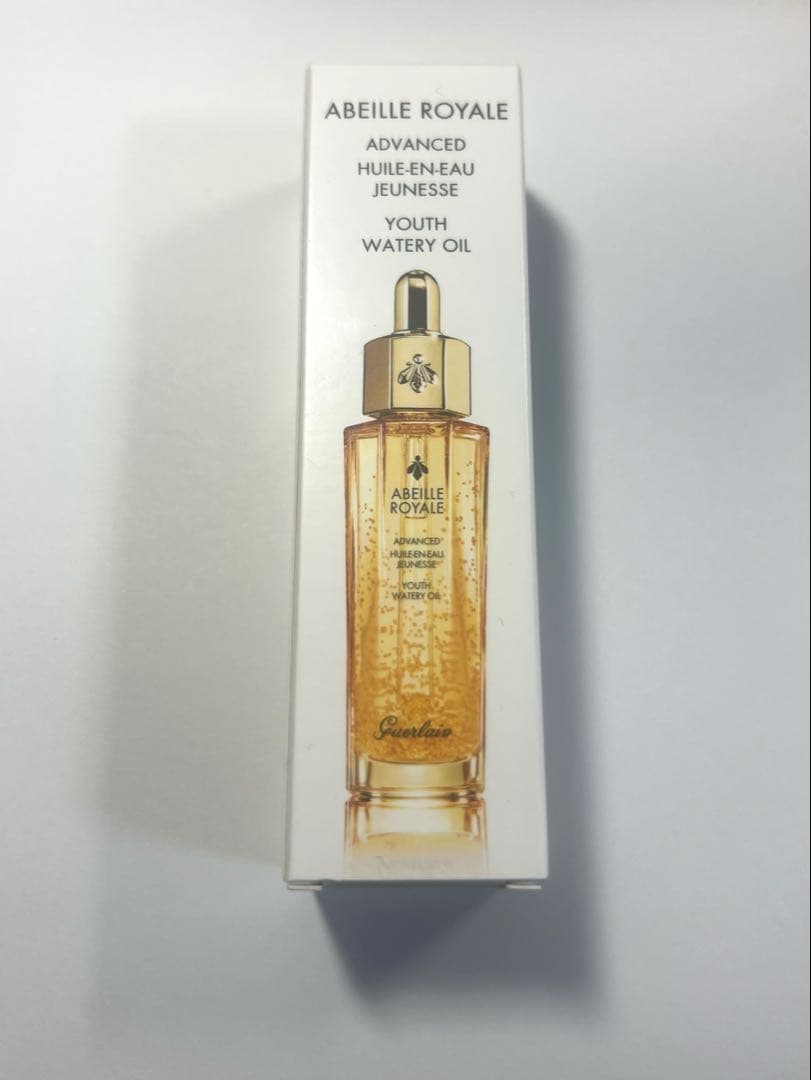 ABEILLE ROYALE
ADVANCED
HUILE-EN-EAU
JEUNESSE
YOUTH
WATERY OIL
ABEILLE
ROYALE
ADVANCED
HUILE-EN-EAU
JEUNESSE
YOUTH
WATERY OIL
Guerlain